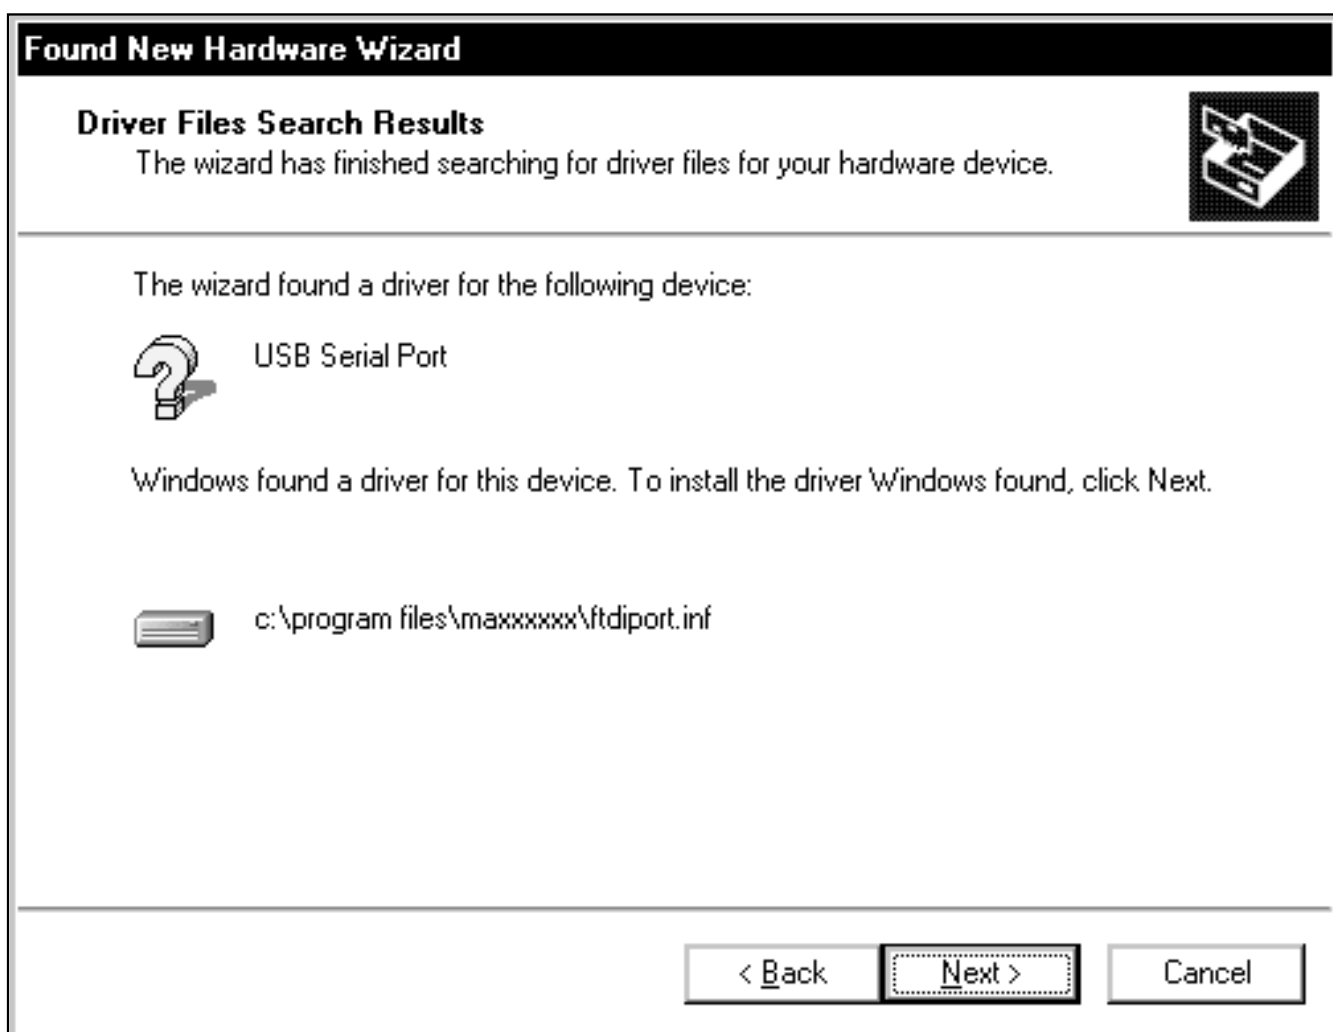 Found New Hardware Wizard
Driver Files Search Results
The wizard has finished searching for driver files for your hardware device.
The wizard found a driver for the following device:
USB Serial Port
Windows found a driver for this device. To install the driver Windows found, click Next.
c:\program files\maxxxxxx\ftdiport.inf
< Back Next > Cancel